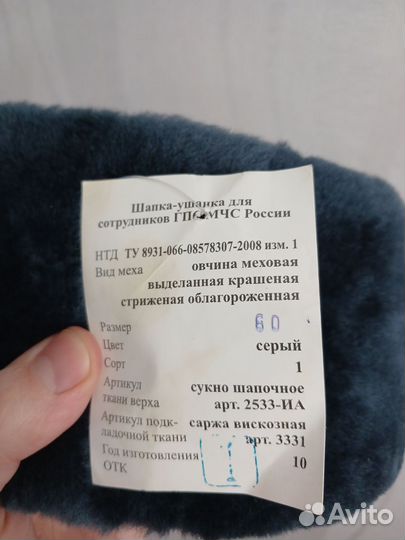 Шапка-ушанка для
сотрудников ГПС МЧС России
НТД ТУ 8931-066-08578307-2008 изм. 1
Вид меха овчина меховая
выделанная крашеная
стриженая облагороженная
Размер 60
Цвет серый
Сорт 1
Артикул сукно шапочное
ткани верха арт. 2533-ИА
Артикул подк- саржа вискозная
ладочной ткани арт. 3331
Год изготовления 10
ОТК 1
Avito